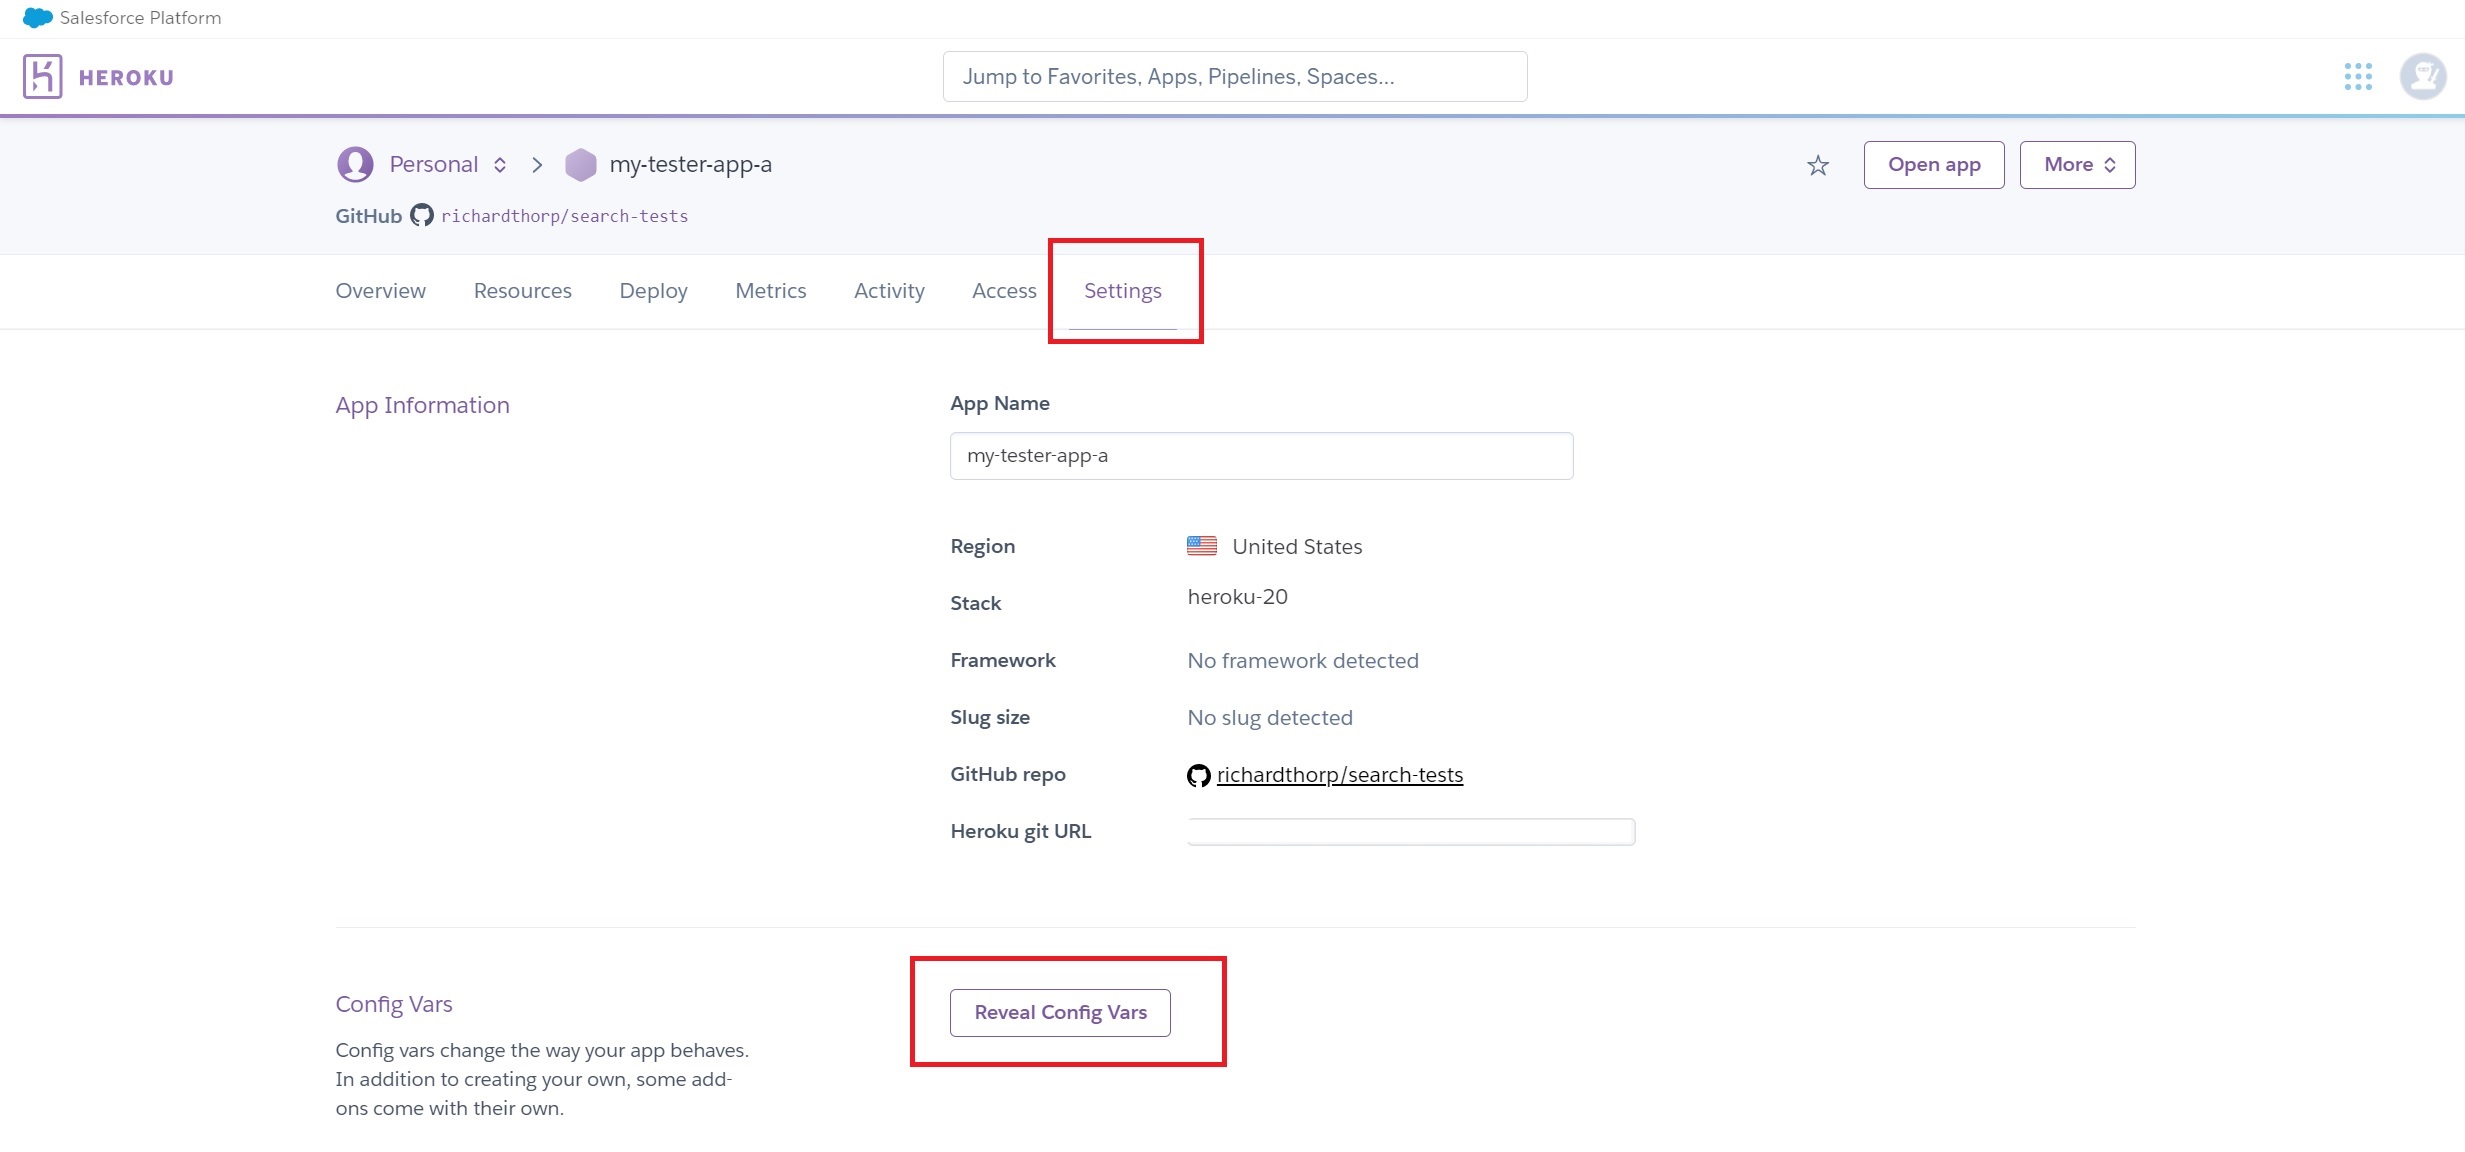 Salesforce Platform
HEROKU
Jump to Favorites, Apps, Pipelines, Spaces...
Personal
my-tester-app-a
Open app
More
GitHub richardthorp/search-tests
Overview
Resources
Deploy
Metrics
Activity
Access
Settings
App Information
App Name
my-tester-app-a
Region
United States
Stack
heroku-20
Framework
No framework detected
Slug size
No slug detected
GitHub repo
richardthorp/search-tests
Heroku git URL
Config Vars
Config vars change the way your app behaves.
In addition to creating your own, some add-
ons come with their own.
Reveal Config Vars